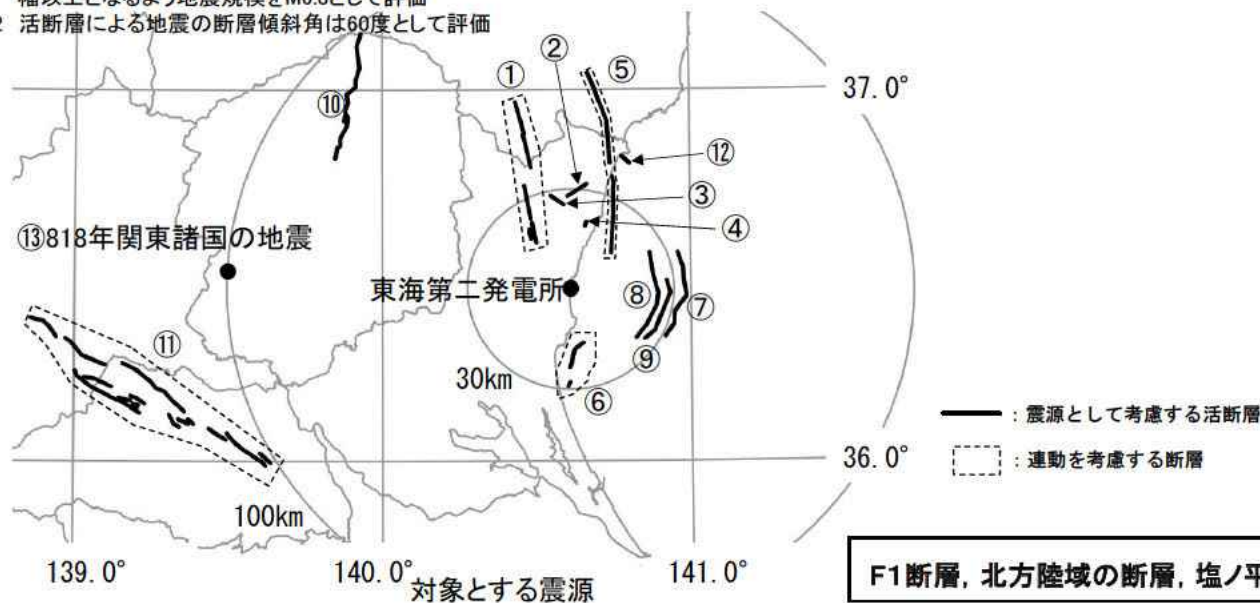 2 活断層による地震の断層傾斜角は60度として評価
①
②
⑤
⑩
37.0°
⑫
③
④
⑬818年関東諸国の地震
東海第二発電所
⑧
⑦
⑪
⑨
30km
⑥
━━ : 震源として考慮する活断層
: 連動を考慮する断層
36.0°
100km
139.0°
140.0°
141.0°
対象とする震源
F1断層，北方陸域の断層，塩ノ平